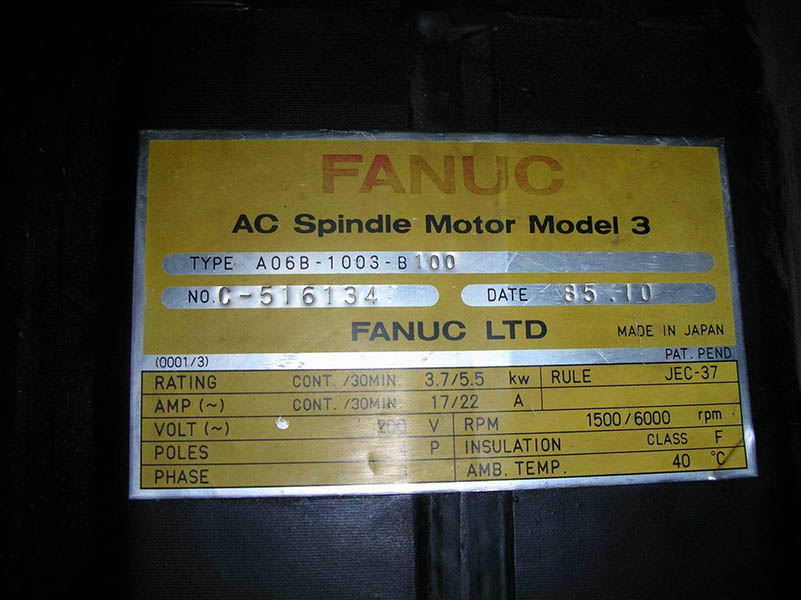 FANUC
AC Spindle Motor Model 3
TYPE A06B-1003-B100
NO. C-516134 DATE 85.10
FANUC LTD MADE IN JAPAN
(0001/3) PAT. PEND
RATING CONT. /30MIN. 3.7/5.5 kw RULE JEC-37
AMP (~) CONT. /30MIN. 17/22 A
VOLT (~) 200 V RPM 1500/6000 rpm
POLES 4 P INSULATION CLASS F
PHASE AMB. TEMP. 40 °C